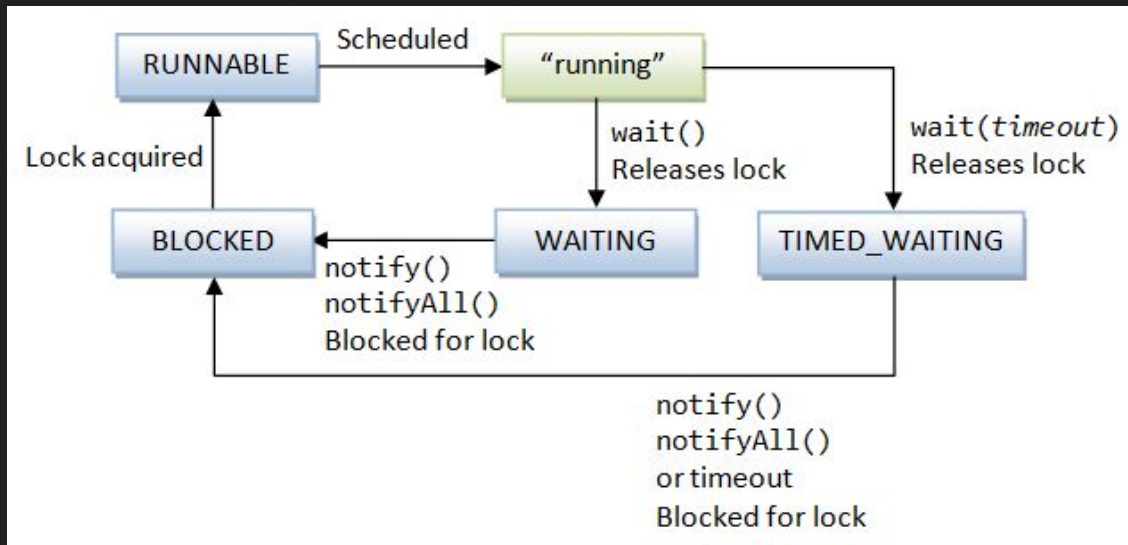 Scheduled
RUNNABLE
“running”
wait()
Releases lock
wait(timeout)
Releases lock
Lock acquired
BLOCKED
WAITING
TIMED_WAITING
notify()
notifyAll()
Blocked for lock
notify()
notifyAll()
or timeout
Blocked for lock